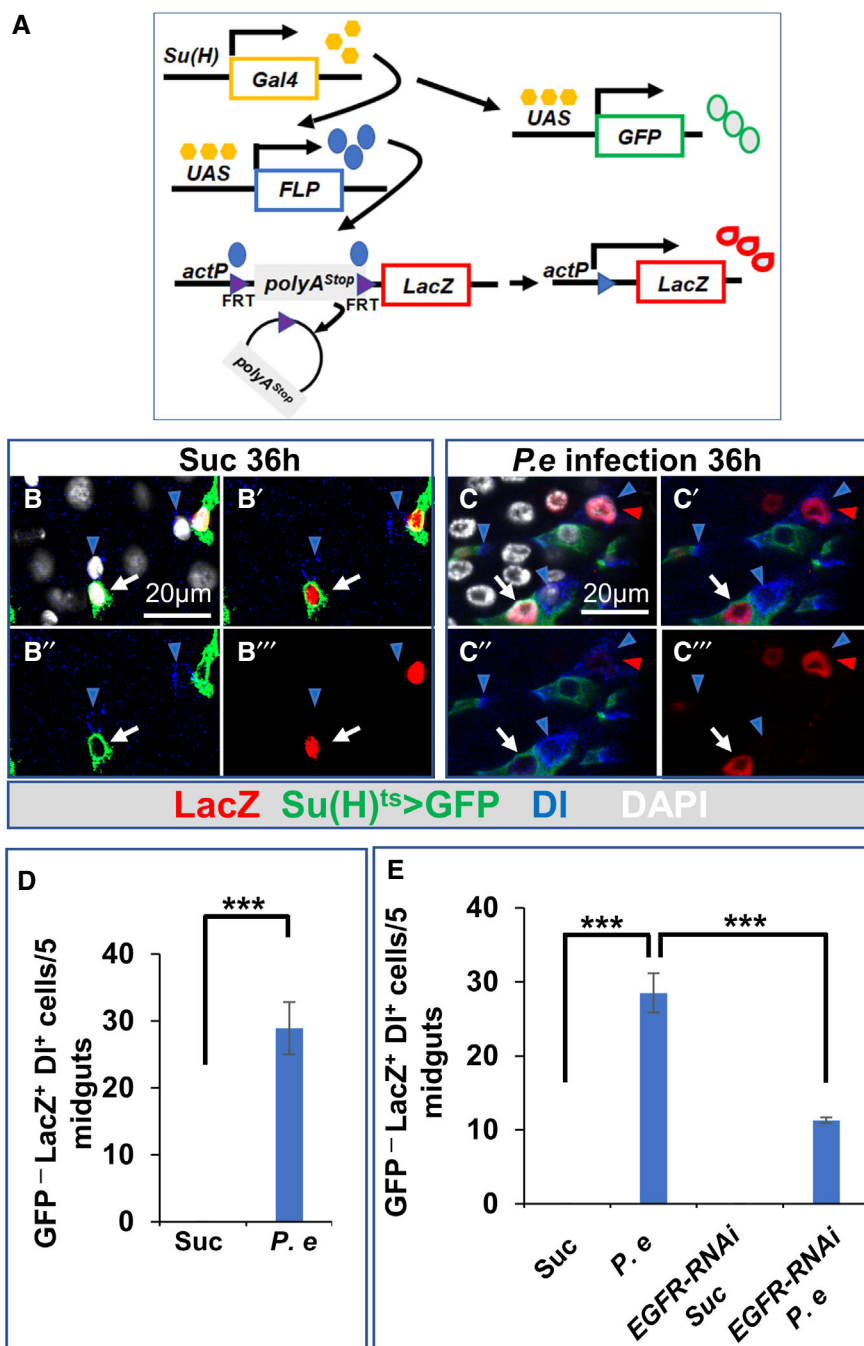 A
Su(H)
Gal4
UAS
GFP
UAS
FLP
actP
polyA^Stop
LacZ
actP
LacZ
FRT
FRT
polyA^Stop
Suc 36h
P.e infection 36h
B
B′
C
C′
20μm
20μm
B″
B‴
C″
C‴
LacZ Su(H)^ts>GFP Dl DAPI
D
E
GFP⁻ LacZ⁺ Dl⁺ cells/5
midguts
***
40
30
20
10
0
Suc
P. e
GFP⁻ LacZ⁺ Dl⁺ cells/5
midguts
***
***
40
30
20
10
0
Suc
P. e
EGFR-RNAi
Suc
EGFR-RNAi
P. e